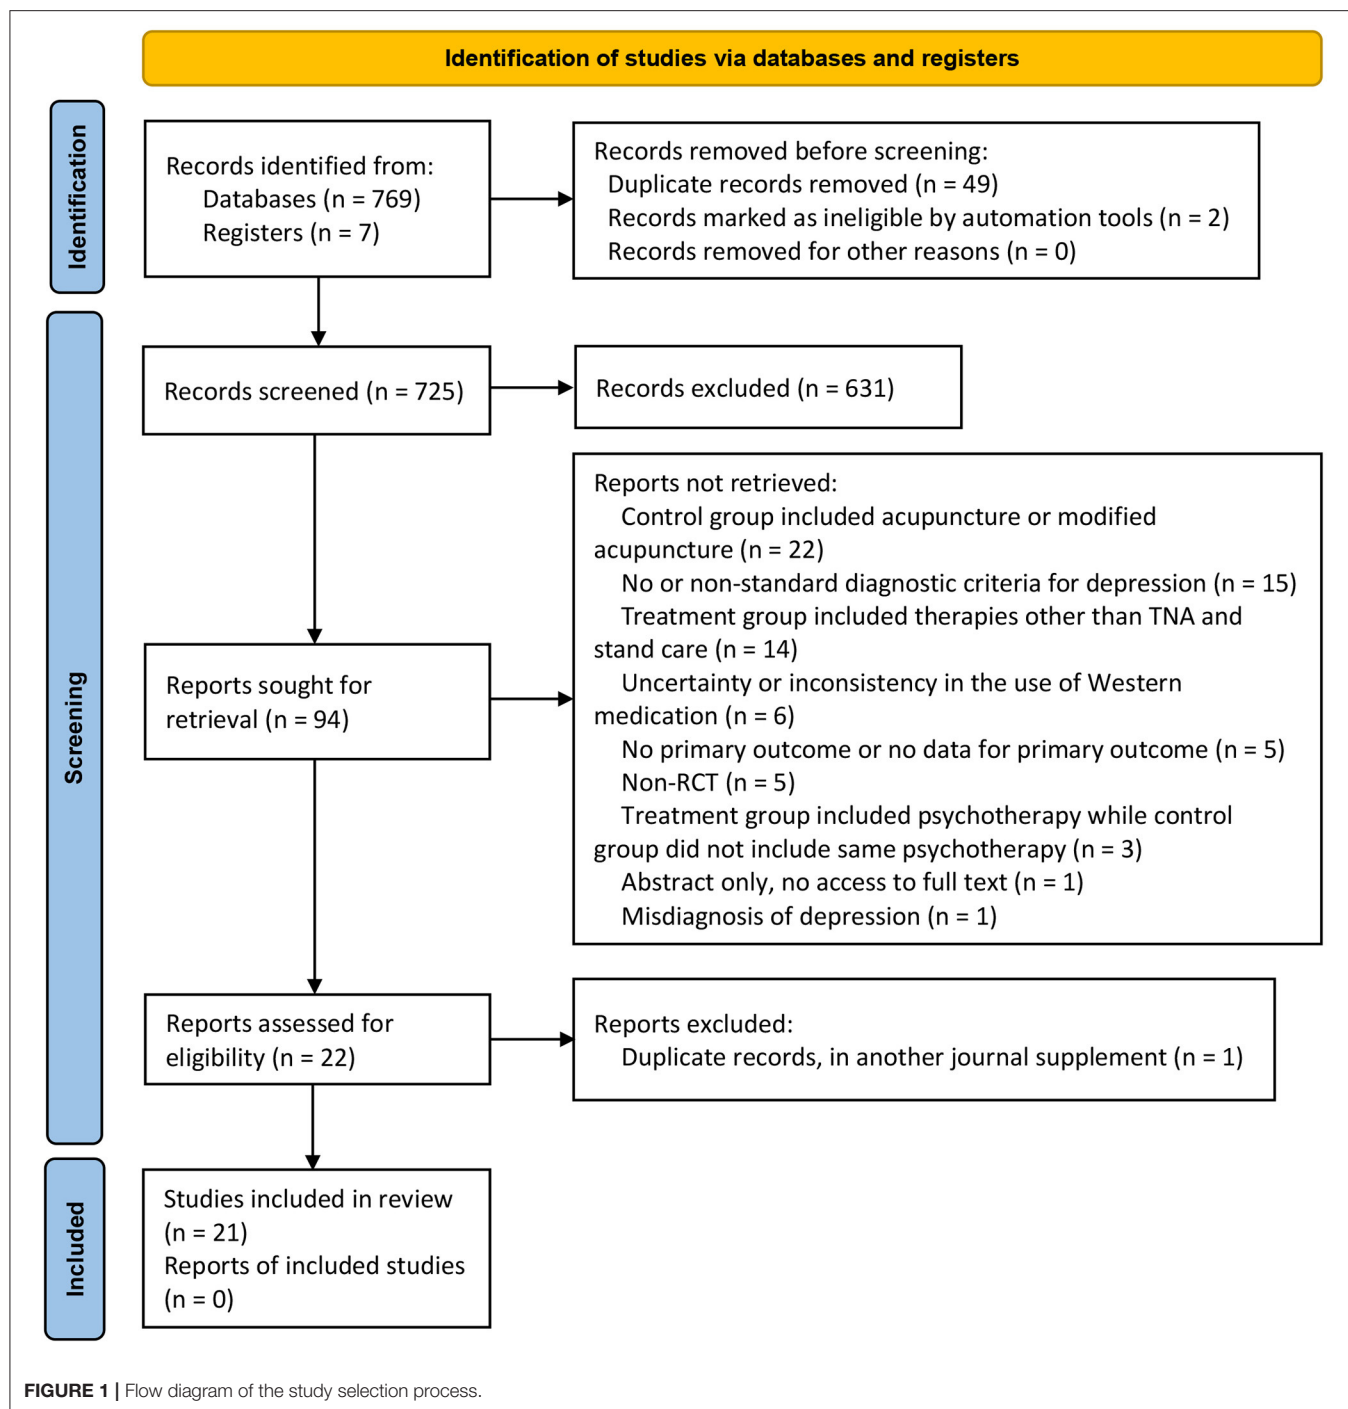 Identification of studies via databases and registers
Identification
Records identified from:
Databases (n = 769)
Registers (n = 7)
Records removed before screening:
Duplicate records removed (n = 49)
Records marked as ineligible by automation tools (n = 2)
Records removed for other reasons (n = 0)
Screening
Records screened (n = 725)
Records excluded (n = 631)
Reports sought for
retrieval (n = 94)
Reports not retrieved:
Control group included acupuncture or modified
acupuncture (n = 22)
No or non-standard diagnostic criteria for depression (n = 15)
Treatment group included therapies other than TNA and
stand care (n = 14)
Uncertainty or inconsistency in the use of Western
medication (n = 6)
No primary outcome or no data for primary outcome (n = 5)
Non-RCT (n = 5)
Treatment group included psychotherapy while control
group did not include same psychotherapy (n = 3)
Abstract only, no access to full text (n = 1)
Misdiagnosis of depression (n = 1)
Reports assessed for
eligibility (n = 22)
Reports excluded:
Duplicate records, in another journal supplement (n = 1)
Included
Studies included in review
(n = 21)
Reports of included studies
(n = 0)
FIGURE 1 | Flow diagram of the study selection process.